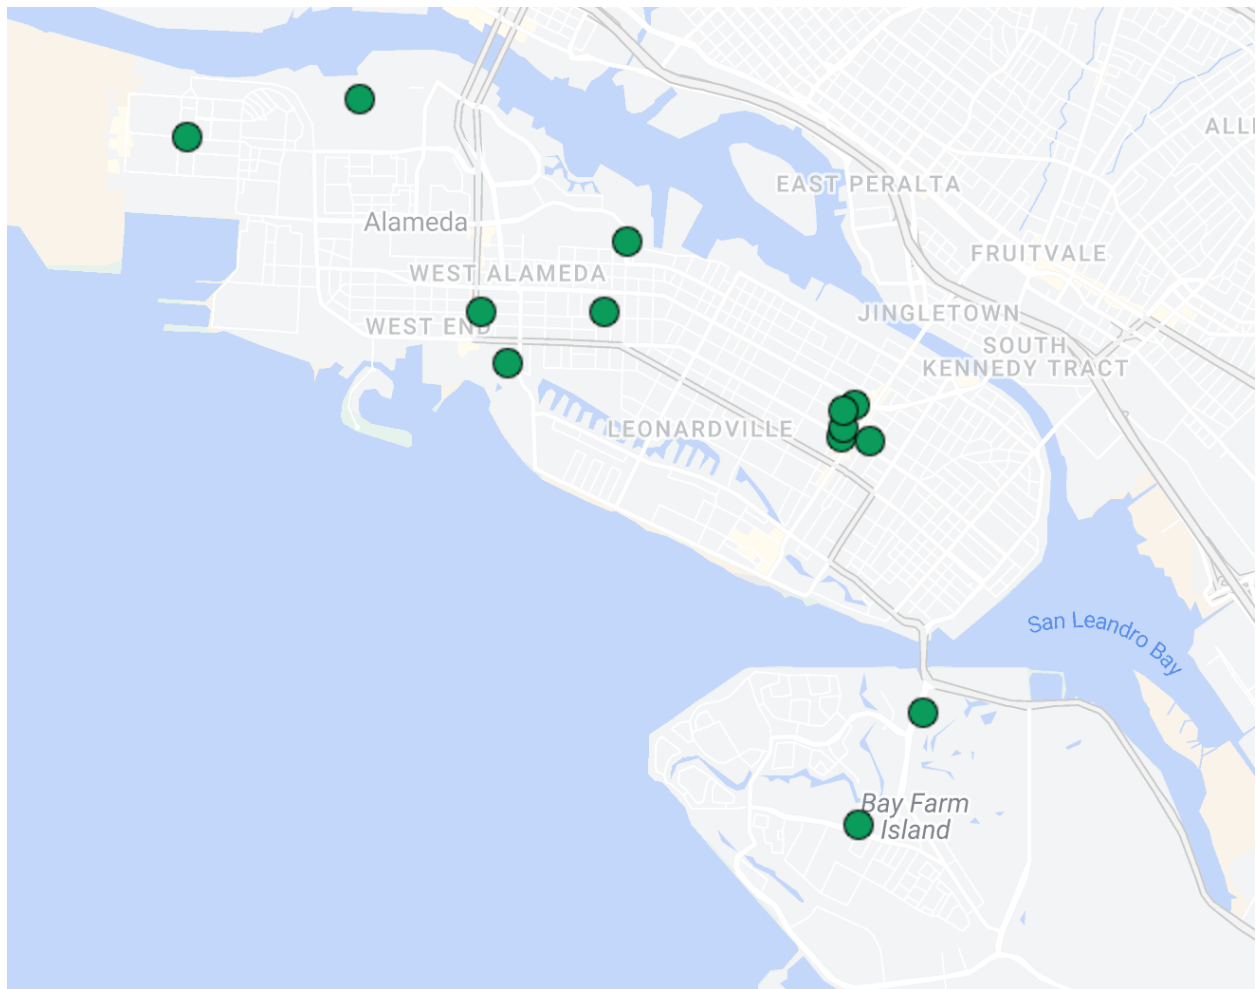 ALLE
EAST PERALTA
Alameda
FRUITVALE
WEST ALAMEDA
JINGLETOWN
WEST END
SOUTH
KENNEDY TRACT
LEONARDVILLE
San Leandro Bay
Bay Farm
Island